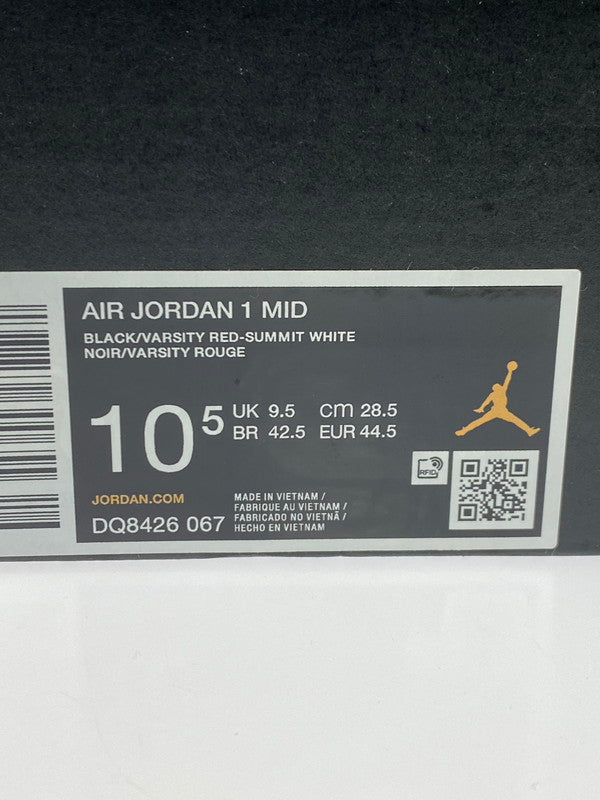 AIR JORDAN 1 MID
BLACK/VARSITY RED-SUMMIT WHITE
NOIR/VARSITY ROUGE
10 5 UK 9.5 cm 28.5
BR 42.5 EUR 44.5
RFID
JORDAN.COM
DQ8426 067
MADE IN VIETNAM /
FABRIQUE AU VIETNAM /
FABRICADO NO VIETNÃ /
HECHO EN VIETNAM